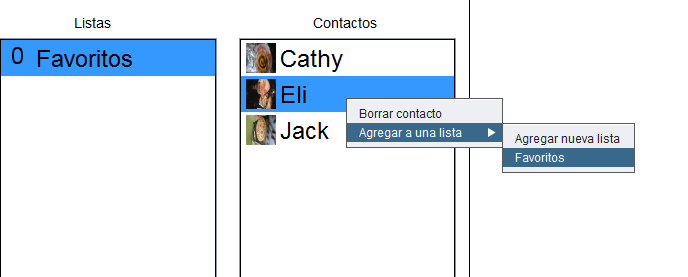 Listas
Contactos
0 Favoritos
Cathy
Eli
Jack
Borrar contacto
Agregar a una lista
Agregar nueva lista
Favoritos